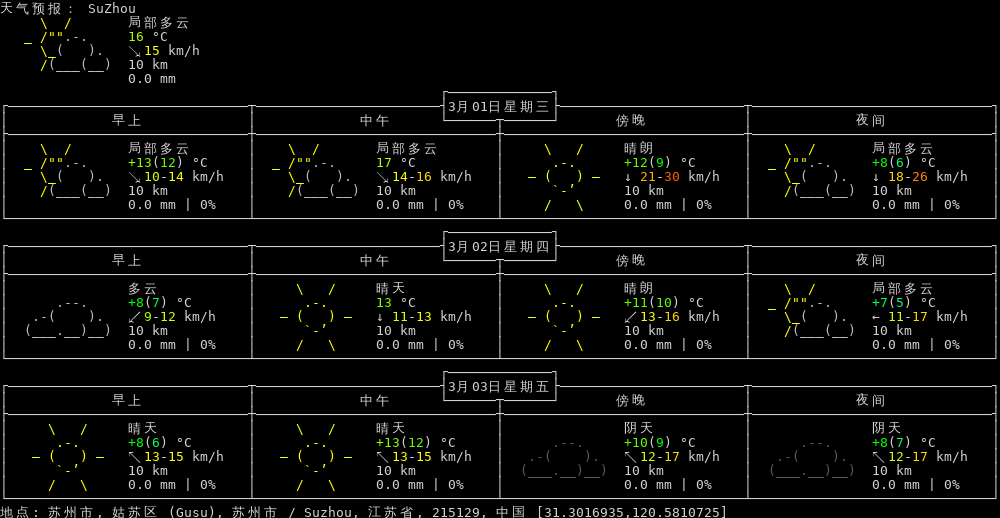 天气预报: SuZhou
局部多云
16 °C
↘15 km/h
10 km
0.0 mm
3月01日星期三
早上 中午 傍晚 夜间
局部多云 局部多云 晴朗 局部多云
+13(12) °C 17 °C +12(9) °C +8(6) °C
↘10-14 km/h ↘14-16 km/h ↓ 21-30 km/h ↓ 18-26 km/h
10 km 10 km 10 km 10 km
0.0 mm | 0% 0.0 mm | 0% 0.0 mm | 0% 0.0 mm | 0%
3月02日星期四
早上 中午 傍晚 夜间
多云 晴天 晴朗 局部多云
+8(7) °C 13 °C +11(10) °C +7(5) °C
↙9-12 km/h ↓ 11-13 km/h ↙13-16 km/h ← 11-17 km/h
10 km 10 km 10 km 10 km
0.0 mm | 0% 0.0 mm | 0% 0.0 mm | 0% 0.0 mm | 0%
3月03日星期五
早上 中午 傍晚 夜间
晴天 晴天 阴天 阴天
+8(6) °C +13(12) °C +10(9) °C +8(7) °C
↖13-15 km/h ↖13-15 km/h ↖12-17 km/h ↖12-17 km/h
10 km 10 km 10 km 10 km
0.0 mm | 0% 0.0 mm | 0% 0.0 mm | 0% 0.0 mm | 0%
地点: 苏州市, 姑苏区 (Gusu), 苏州市 / Suzhou, 江苏省, 215129, 中国 [31.3016935,120.5810725]